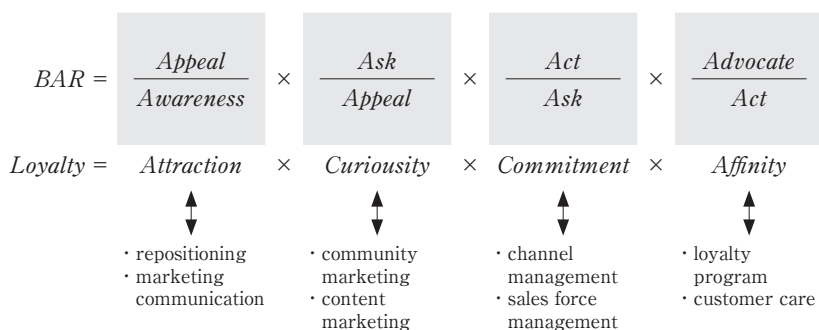 BAR = Appeal / Awareness × Ask / Appeal × Act / Ask × Advocate / Act
Loyalty = Attraction × Curiousity × Commitment × Affinity
· repositioning
· marketing
communication
· community
marketing
· content
marketing
· channel
management
· sales force
management
· loyalty
program
· customer care